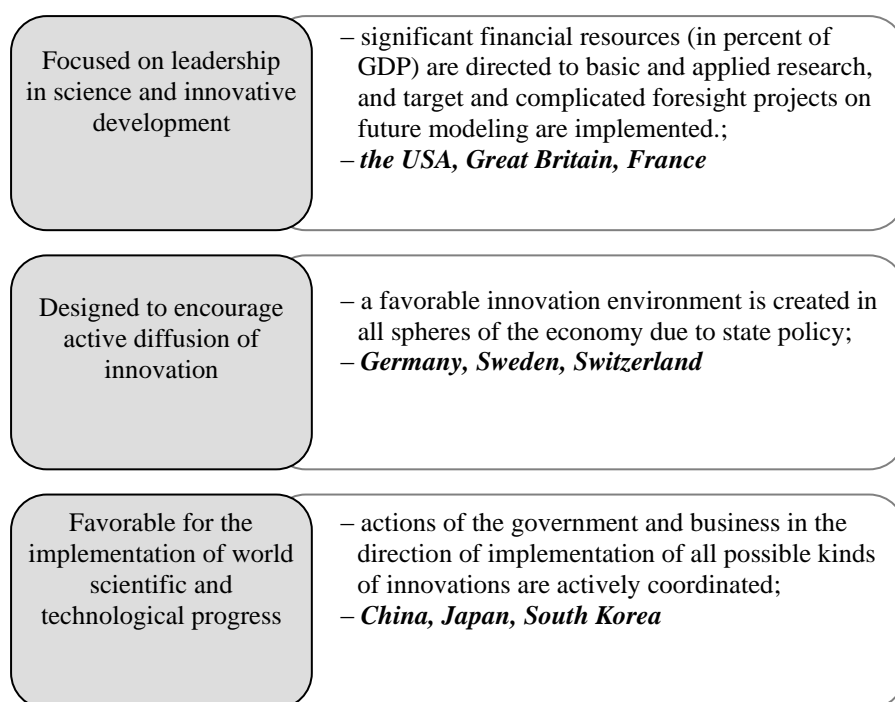 Focused on leadership
in science and innovative
development
– significant financial resources (in percent of
GDP) are directed to basic and applied research,
and target and complicated foresight projects on
future modeling are implemented.;
– the USA, Great Britain, France
Designed to encourage
active diffusion of
innovation
– a favorable innovation environment is created in
all spheres of the economy due to state policy;
– Germany, Sweden, Switzerland
Favorable for the
implementation of world
scientific and
technological progress
– actions of the government and business in the
direction of implementation of all possible kinds
of innovations are actively coordinated;
– China, Japan, South Korea